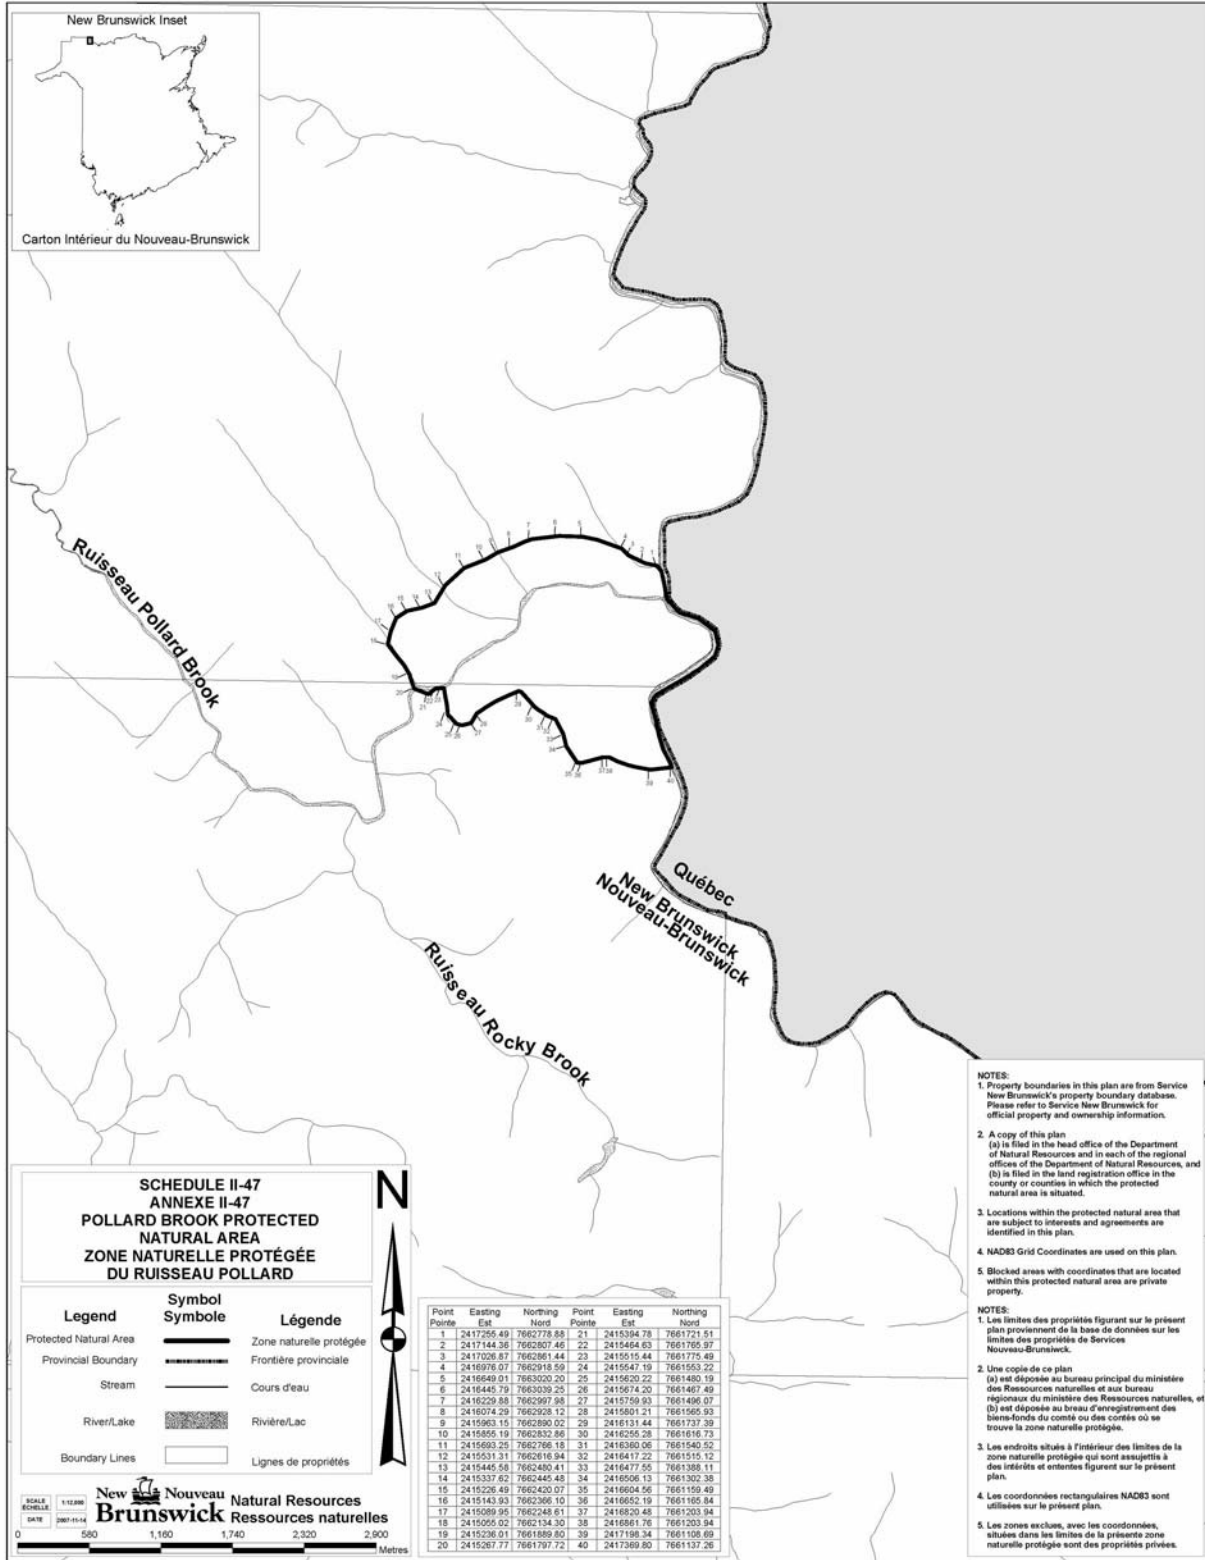 New Brunswick Inset
Carton Intérieur du Nouveau-Brunswick
Ruisseau Pollard Brook
Ruisseau Rocky Brook
Québec
New Brunswick
Nouveau-Brunswick
SCHEDULE II-47
ANNEXE II-47
POLLARD BROOK PROTECTED
NATURAL AREA
ZONE NATURELLE PROTÉGÉE
DU RUISSEAU POLLARD
N
Legend Symbol Symbole Légende
Protected Natural Area Zone naturelle protégée
Provincial Boundary Frontière provinciale
Stream Cours d'eau
River/Lake Rivière/Lac
Boundary Lines Lignes de propriétés
SCALE
ÉCHELLE 1:12,000
DATE 2007-11-14
New Nouveau
Brunswick
Natural Resources
Ressources naturelles
0 580 1,160 1,740 2,320 2,900
Metres
Point Easting Northing Point Easting Northing
Pointe Est Nord Pointe Est Nord
1 2417255.49 7662778.88 21 2415394.78 7661721.51
2 2417144.36 7662807.46 22 2415464.63 7661765.97
3 2417026.87 7662861.44 23 2415515.44 7661775.49
4 2416976.07 7662918.59 24 2415547.19 7661553.22
5 2416649.01 7663020.20 25 2415620.22 7661480.19
6 2416445.79 7663039.25 26 2415674.20 7661467.49
7 2416229.88 7662997.98 27 2415759.93 7661496.07
8 2416074.29 7662928.12 28 2415801.21 7661565.93
9 2415963.15 7662890.02 29 2416131.44 7661737.39
10 2415855.19 7662832.86 30 2416255.28 7661616.73
11 2415693.25 7662766.18 31 2416360.06 7661540.52
12 2415531.31 7662616.94 32 2416417.22 7661515.12
13 2415445.58 7662480.41 33 2416477.55 7661388.11
14 2415337.62 7662445.48 34 2416506.13 7661302.38
15 2415226.49 7662420.07 35 2416604.56 7661159.49
16 2415143.93 7662366.10 36 2416652.19 7661165.84
17 2415089.95 7662248.61 37 2416820.48 7661203.94
18 2415055.02 7662134.30 38 2416861.76 7661203.94
19 2415236.01 7661889.80 39 2417198.34 7661108.69
20 2415267.77 7661797.72 40 2417369.80 7661137.26
NOTES:
1. Property boundaries in this plan are from Service
New Brunswick's property boundary database.
Please refer to Service New Brunswick for
official property and ownership information.
2. A copy of this plan
(a) is filed in the head office of the Department
of Natural Resources and in each of the regional
offices of the Department of Natural Resources, and
(b) is filed in the land registration office in the
county or counties in which the protected
natural area is situated.
3. Locations within the protected natural area that
are subject to interests and agreements are
identified in this plan.
4. NAD83 Grid Coordinates are used on this plan.
5. Blocked areas with coordinates that are located
within this protected natural area are private
property.
NOTES:
1. Les limites des propriétés figurant sur le présent
plan proviennent de la base de données sur les
limites des propriétés de Services
Nouveau-Brunsiwck.
2. Une copie de ce plan
(a) est déposée au bureau principal du ministère
des Ressources naturelles et aux bureau
régionaux du ministère des Ressources naturelles, et
(b) est déposée au breau d'enregistrement des
biens-fonds du comté ou des contés où se
trouve la zone naturelle protégée.
3. Les endroits situés à l'intérieur des limites de la
zone naturelle protégée qui sont assujettis à
des intérêts et ententes figurent sur le présent
plan.
4. Les coordonnées rectangulaires NAD83 sont
utilisées sur le présent plan.
5. Les zones exclues, avec les coordonnées,
situées dans les limites de la présente zone
naturelle protégée sont des propriétés privées.